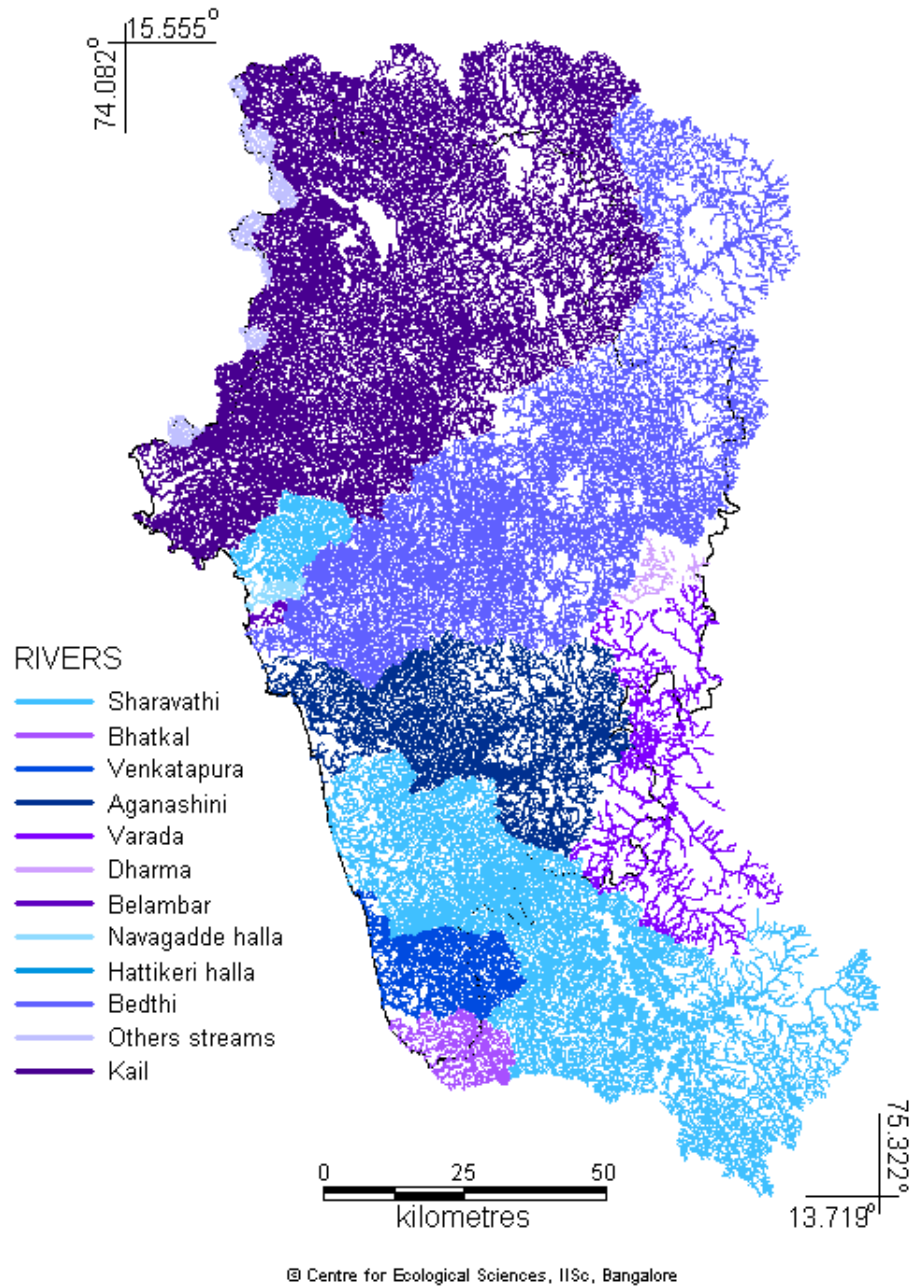 15.555°
74.082°
RIVERS
Sharavathi
Bhatkal
Venkatapura
Aganashini
Varada
Dharma
Belambar
Navagadde halla
Hattikeri halla
Bedthi
Others streams
Kail
0 25 50
kilometres
75.322°
13.719°
© Centre for Ecological Sciences, IISc, Bangalore